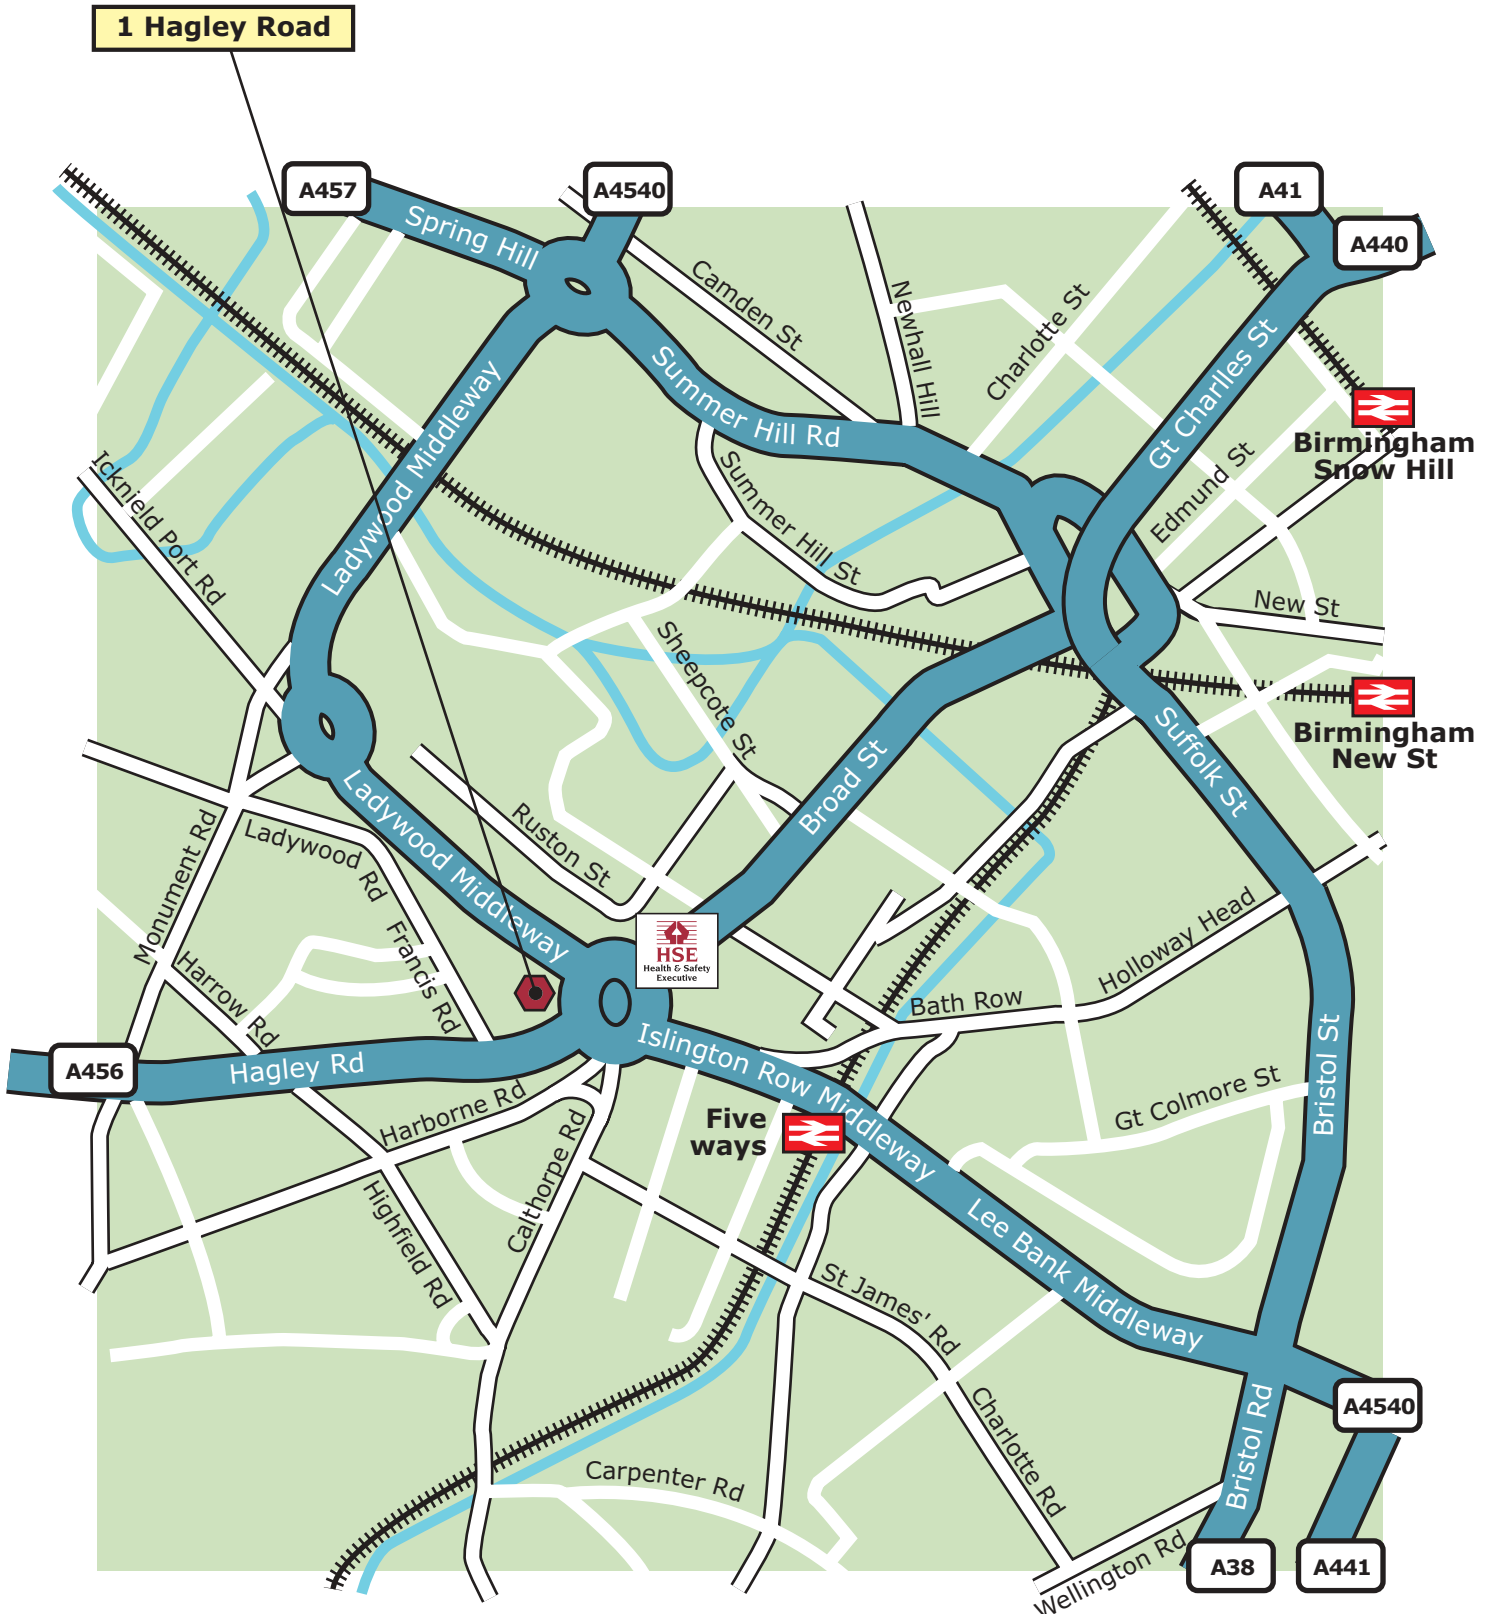 1 Hagley Road
A457
A4540
A41
A440
Spring Hill
Camden St
Newhall Hill
Charlotte St
Gt Charlles St
Summer Hill Rd
Ladywood Middleway
Birmingham
Snow Hill
Edmund St
Icknield Port Rd
Summer Hill St
New St
Sheepcote St
Birmingham
New St
Suffolk St
Broad St
Ladywood Middleway
Ruston St
Ladywood Rd
Monument Rd
Francis Rd
Harrow Rd
HSE
Health & Safety
Executive
Holloway Head
Bath Row
Islington Row Middleway
Hagley Rd
A456
Bristol St
Gt Colmore St
Harborne Rd
Calthorpe Rd
Five
ways
Highfield Rd
Lee Bank Middleway
St James' Rd
Charlotte Rd
Bristol Rd
A4540
Carpenter Rd
Wellington Rd
A38
A441